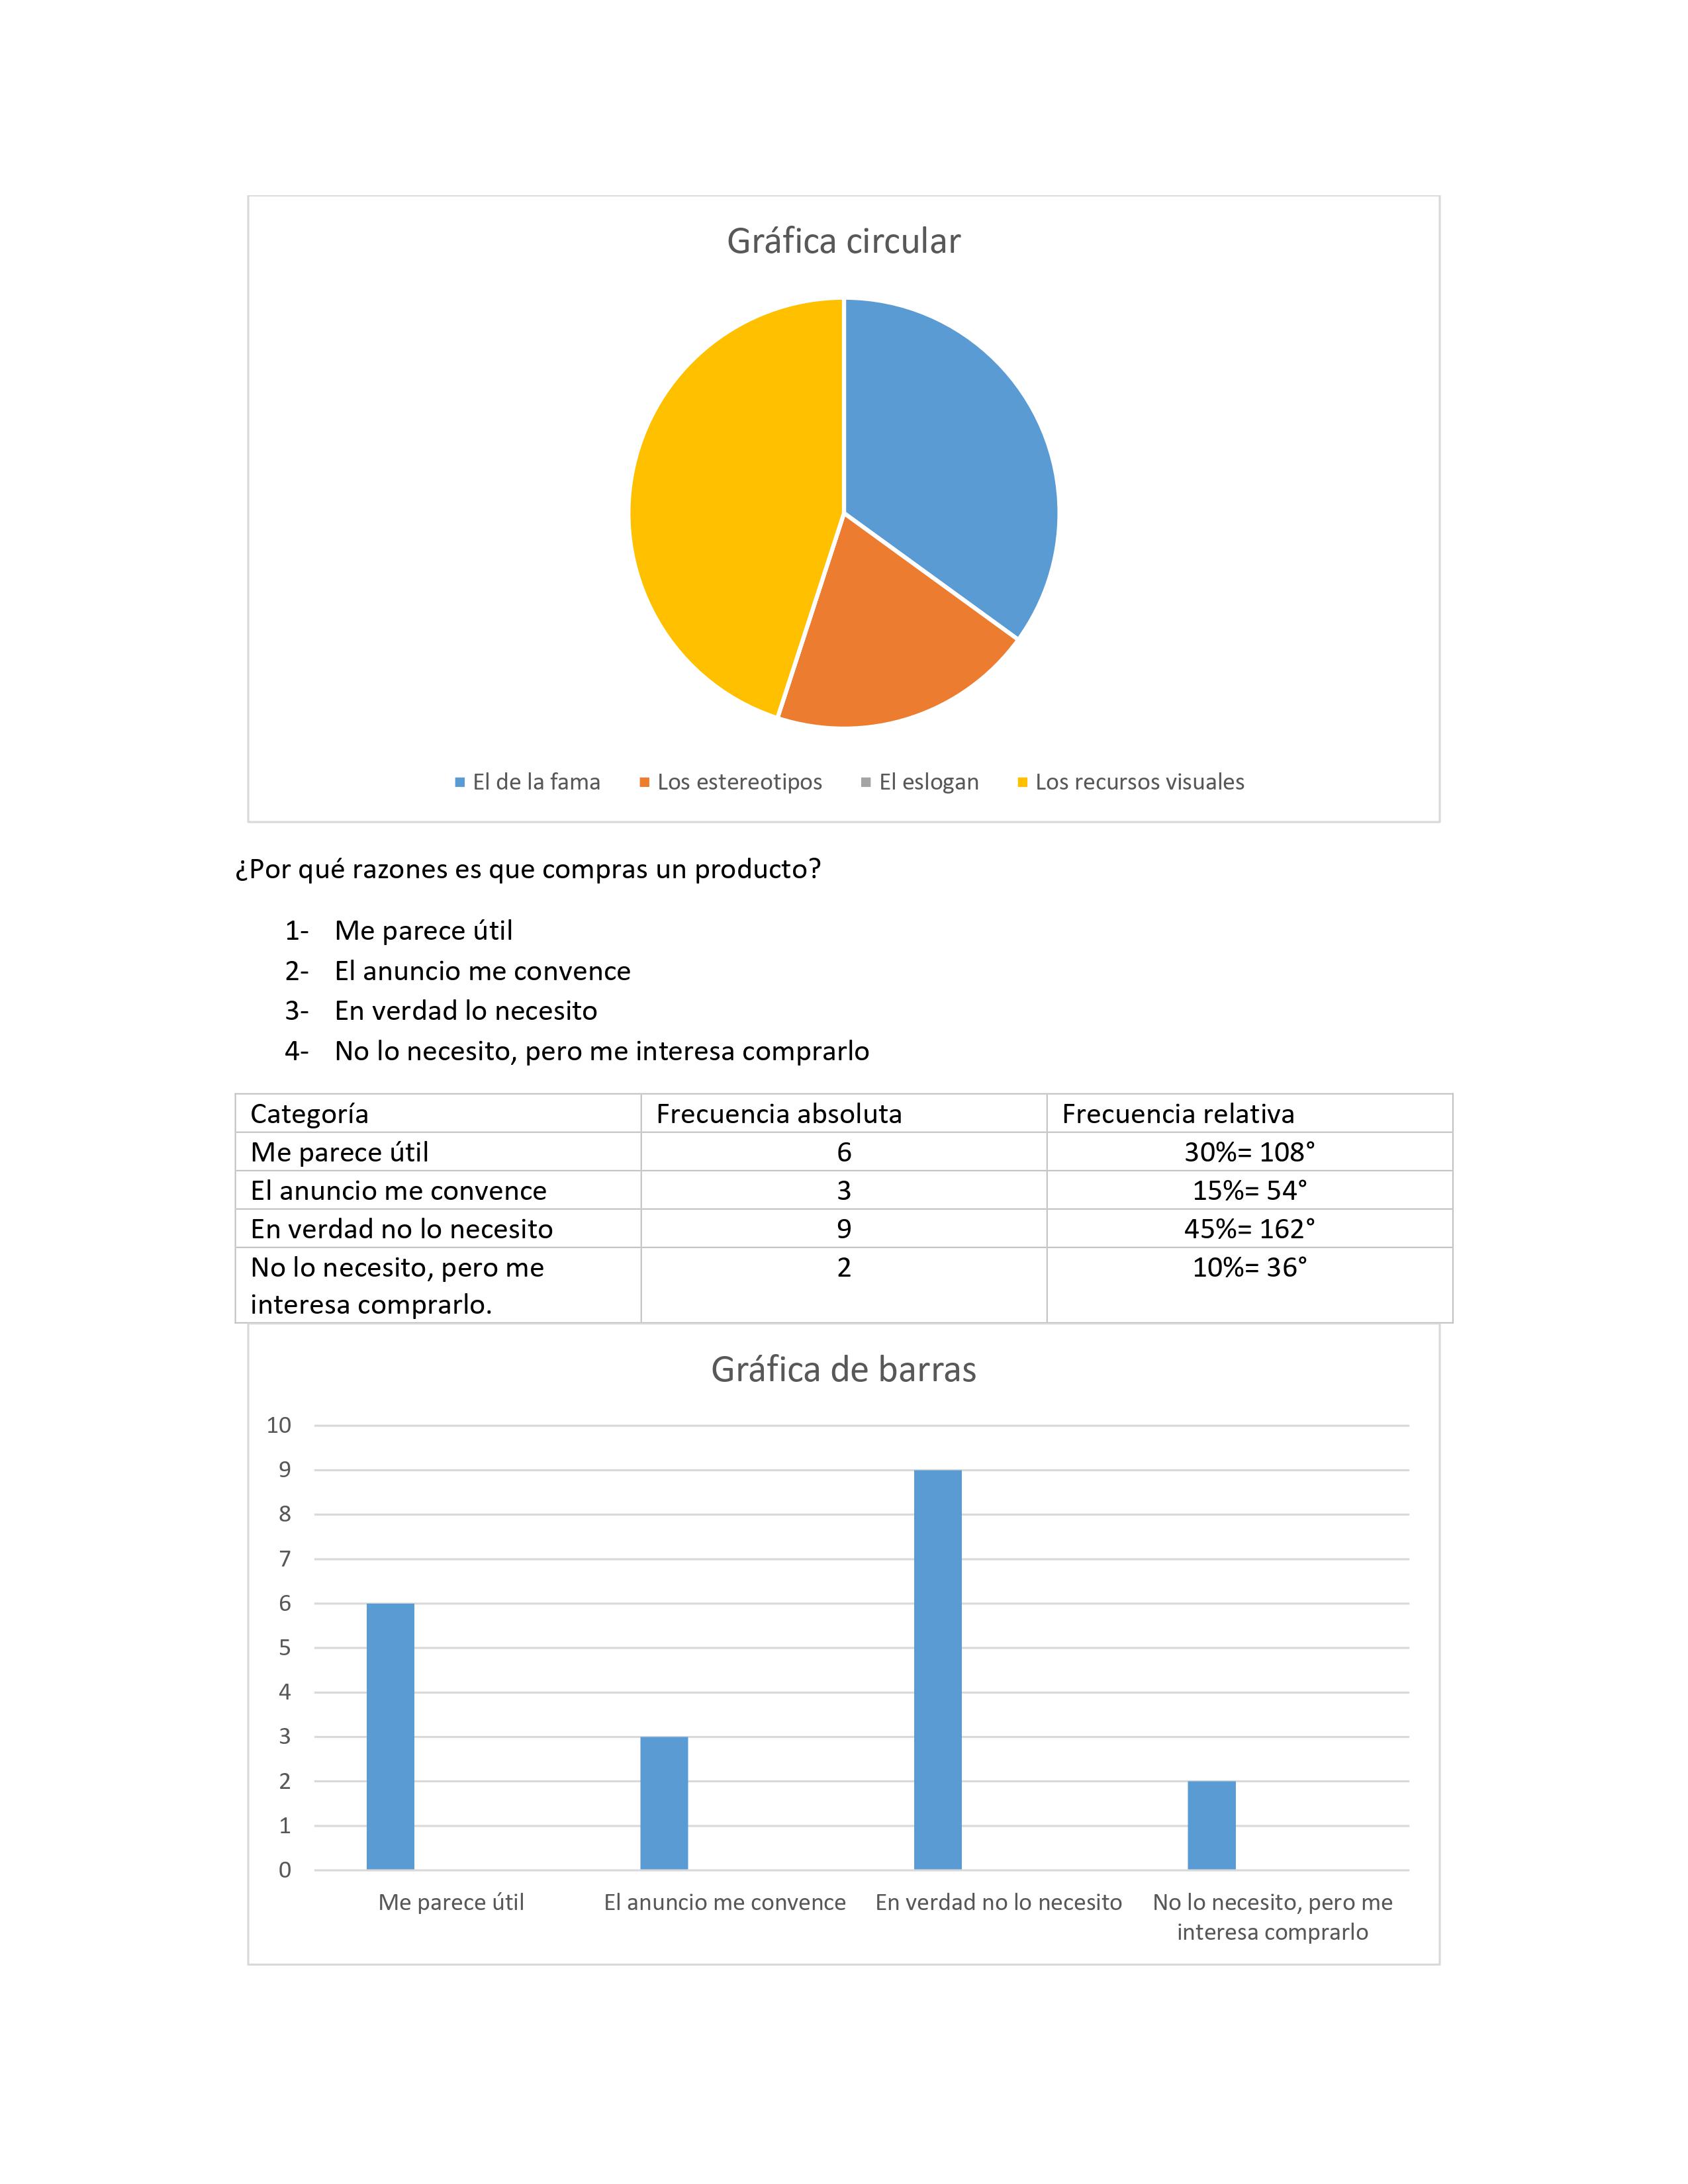 Gráfica circular
El de la fama Los estereotipos El eslogan Los recursos visuales
¿Por qué razones es que compras un producto?
1- Me parece útil
2- El anuncio me convence
3- En verdad lo necesito
4- No lo necesito, pero me interesa comprarlo
Categoría Frecuencia absoluta Frecuencia relativa
Me parece útil 6 30%= 108°
El anuncio me convence 3 15%= 54°
En verdad no lo necesito 9 45%= 162°
No lo necesito, pero me 2 10%= 36°
interesa comprarlo.
Gráfica de barras
10
9
8
7
6
5
4
3
2
1
0
Me parece útil El anuncio me convence En verdad no lo necesito No lo necesito, pero me
interesa comprarlo